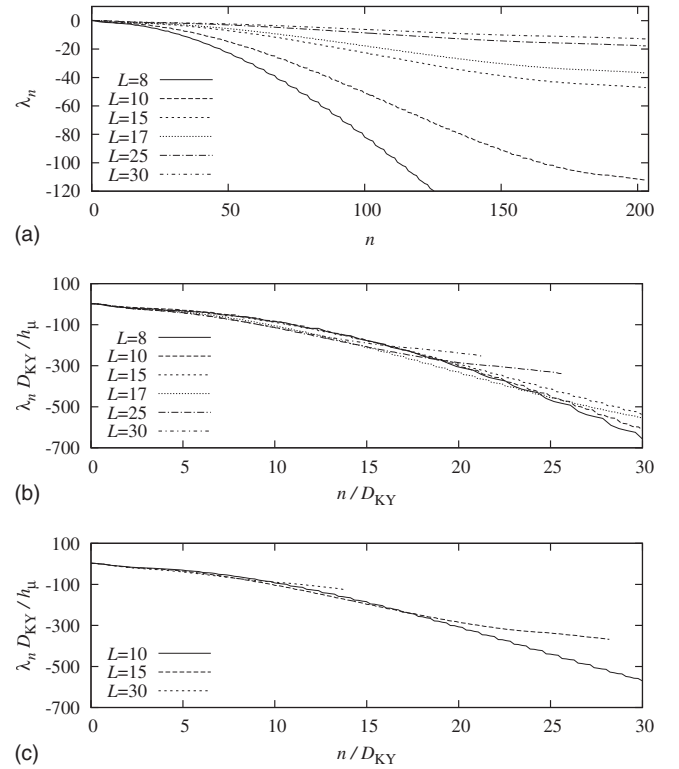 0
-20
-40
-60
-80
-100
-120
λn
L=8
L=10
L=15
L=17
L=25
L=30
0 50 100 150 200
n
(a)
100
-100
-300
-500
-700
λn DKY / hμ
L=8
L=10
L=15
L=17
L=25
L=30
0 5 10 15 20 25 30
n / DKY
(b)
100
-100
-300
-500
-700
λn DKY / hμ
L=10
L=15
L=30
0 5 10 15 20 25 30
n / DKY
(c)